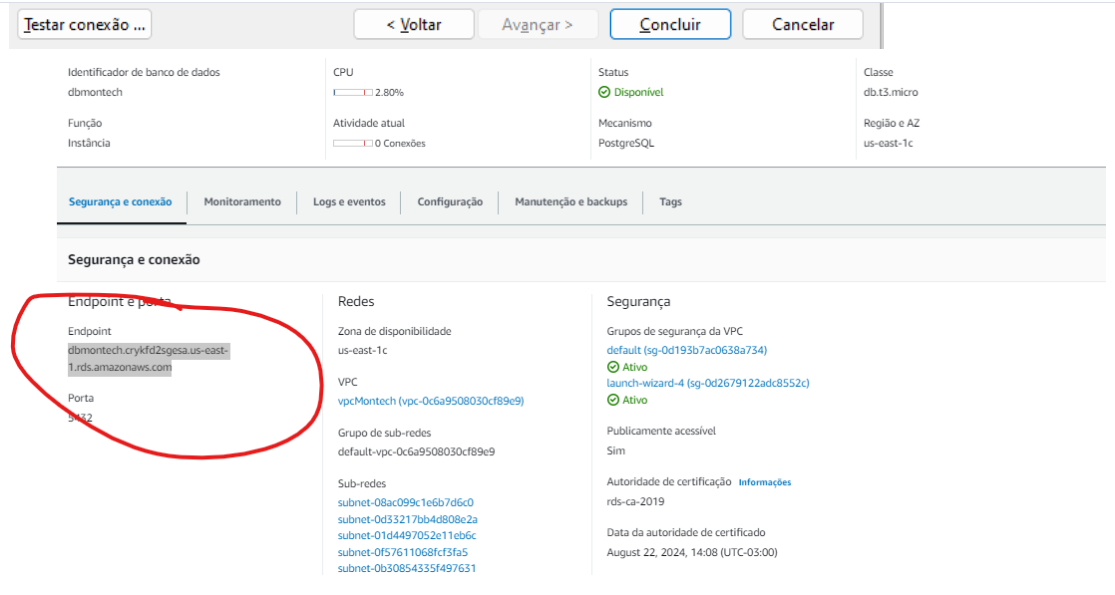 Testar conexão ...
< Voltar
Avançar >
Concluir
Cancelar
Identificador de banco de dados
dbmontech
CPU
2.80%
Status
Disponível
Classe
db.t3.micro
Função
Instância
Atividade atual
0 Conexões
Mecanismo
PostgreSQL
Região e AZ
us-east-1c
Segurança e conexão
Monitoramento
Logs e eventos
Configuração
Manutenção e backups
Tags
Segurança e conexão
Endpoint e porta
Endpoint
dbmontech.crykfd2sgesa.us-east-
1.rds.amazonaws.com
Porta
5432
Redes
Zona de disponibilidade
us-east-1c
VPC
vpcMontech (vpc-0c6a9508030cf89e9)
Grupo de sub-redes
default-vpc-0c6a9508030cf89e9
Sub-redes
subnet-08ac099c1e6b7d6c0
subnet-0d33217bb4d808e2a
subnet-01d4497052e11eb6c
subnet-0f57611068fcf3fa5
subnet-0b30854335f497631
Segurança
Grupos de segurança da VPC
default (sg-0d193b7ac0638a734)
Ativo
launch-wizard-4 (sg-0d2679122adc8552c)
Ativo
Publicamente acessível
Sim
Autoridade de certificação Informações
rds-ca-2019
Data da autoridade de certificado
August 22, 2024, 14:08 (UTC-03:00)